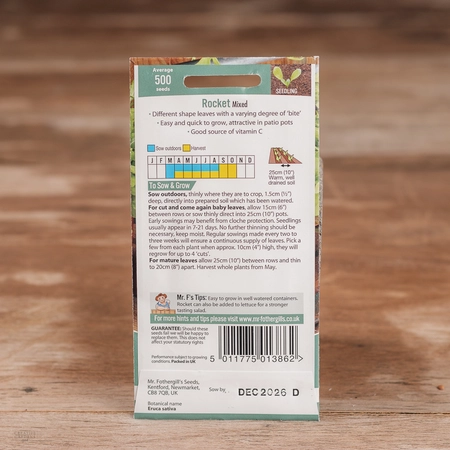 Average
500
seeds
SEEDLING
Rocket Mixed
• Different shape leaves with a varying degree of 'bite'
• Easy and quick to grow, attractive in patio pots
• Good source of vitamin C
Sow outdoors Harvest
J F M A M J J A S O N D
25cm (10")
Warm, well
drained soil
To Sow & Grow
Sow outdoors, thinly where they are to crop, 1.5cm (½")
deep, directly into prepared soil which has been watered.
For cut and come again baby leaves, allow 15cm (6")
between rows or sow thinly direct into 25cm (10") pots.
Early sowings may benefit from cloche protection. Seedlings
usually appear in 7-21 days. No further thinning should be
necessary, keep moist. Regular sowings made every two to
three weeks will ensure a continuous supply of leaves. Pick a
few from each plant when approx. 10cm (4") high, they will
regrow for up to 4 'cuts'.
For mature leaves allow 25cm (10") between rows and thin
to 20cm (8") apart. Harvest whole plants from May.
Mr. F's Tips: Easy to grow in well watered containers.
Rocket can also be added to lettuce for a stronger
tasting salad.
For more hints and tips please visit www.mr-fothergills.co.uk
GUARANTEE: Should these
seeds fail we will be happy to
replace them. This does not
affect your statutory rights
Performance subject to growing
conditions. Packed in UK
5 011775 013862 >
Mr. Fothergill's Seeds,
Kentford, Newmarket,
CB8 7QB, UK
Sow by
DEC 2026 D
Botanical name
Eruca sativa